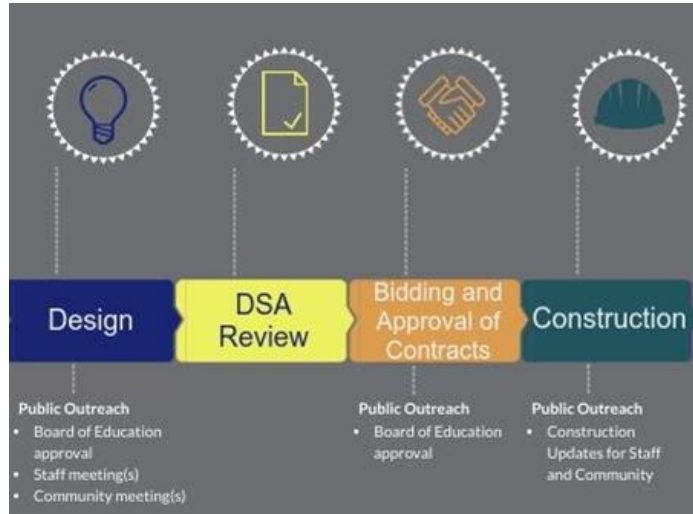 Design
DSA
Review
Bidding and
Approval of
Contracts
Construction
Public Outreach
• Board of Education
approval
• Staff meeting(s)
• Community meeting(s)
Public Outreach
• Board of Education
approval
Public Outreach
• Construction
Updates for Staff
and Community